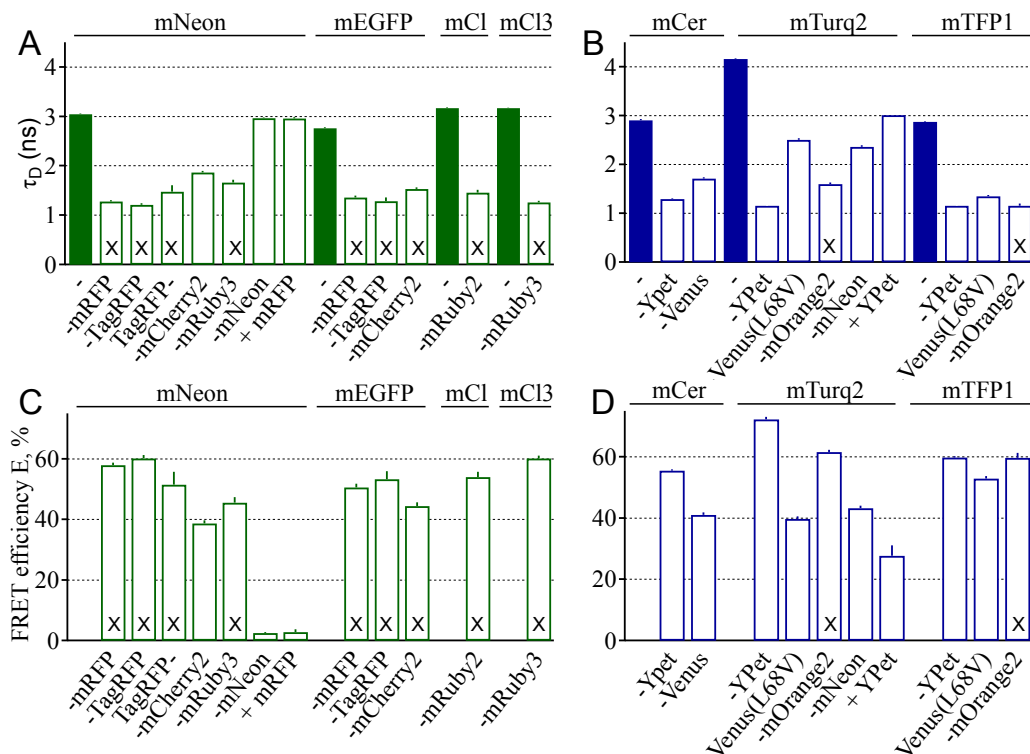 A
mNeon
mEGFP
mCl
mCl3
τD (ns)
4
3
2
1
0
X X X X X X X X X
-
-mRFP
-TagRFP
TagRFP-
-mCherry2
-mRuby3
-mNeon
+ mRFP
-
-mRFP
-TagRFP
-mCherry2
-
-mRuby2
-
-mRuby3
B
mCer
mTurq2
mTFP1
4
3
2
1
0
X X
-
-Ypet
-Venus
-
-YPet
Venus(L68V)
-mOrange2
-mNeon
+ YPet
-
-YPet
Venus(L68V)
-mOrange2
C
mNeon
mEGFP
mCl
mCl3
FRET efficiency E, %
60
40
20
0
X X X X X X X X X
-mRFP
-TagRFP
TagRFP-
-mCherry2
-mRuby3
-mNeon
+ mRFP
-mRFP
-TagRFP
-mCherry2
-mRuby2
-mRuby3
D
mCer
mTurq2
mTFP1
60
40
20
0
X X
-Ypet
-Venus
-YPet
Venus(L68V)
-mOrange2
-mNeon
+ YPet
-YPet
Venus(L68V)
-mOrange2